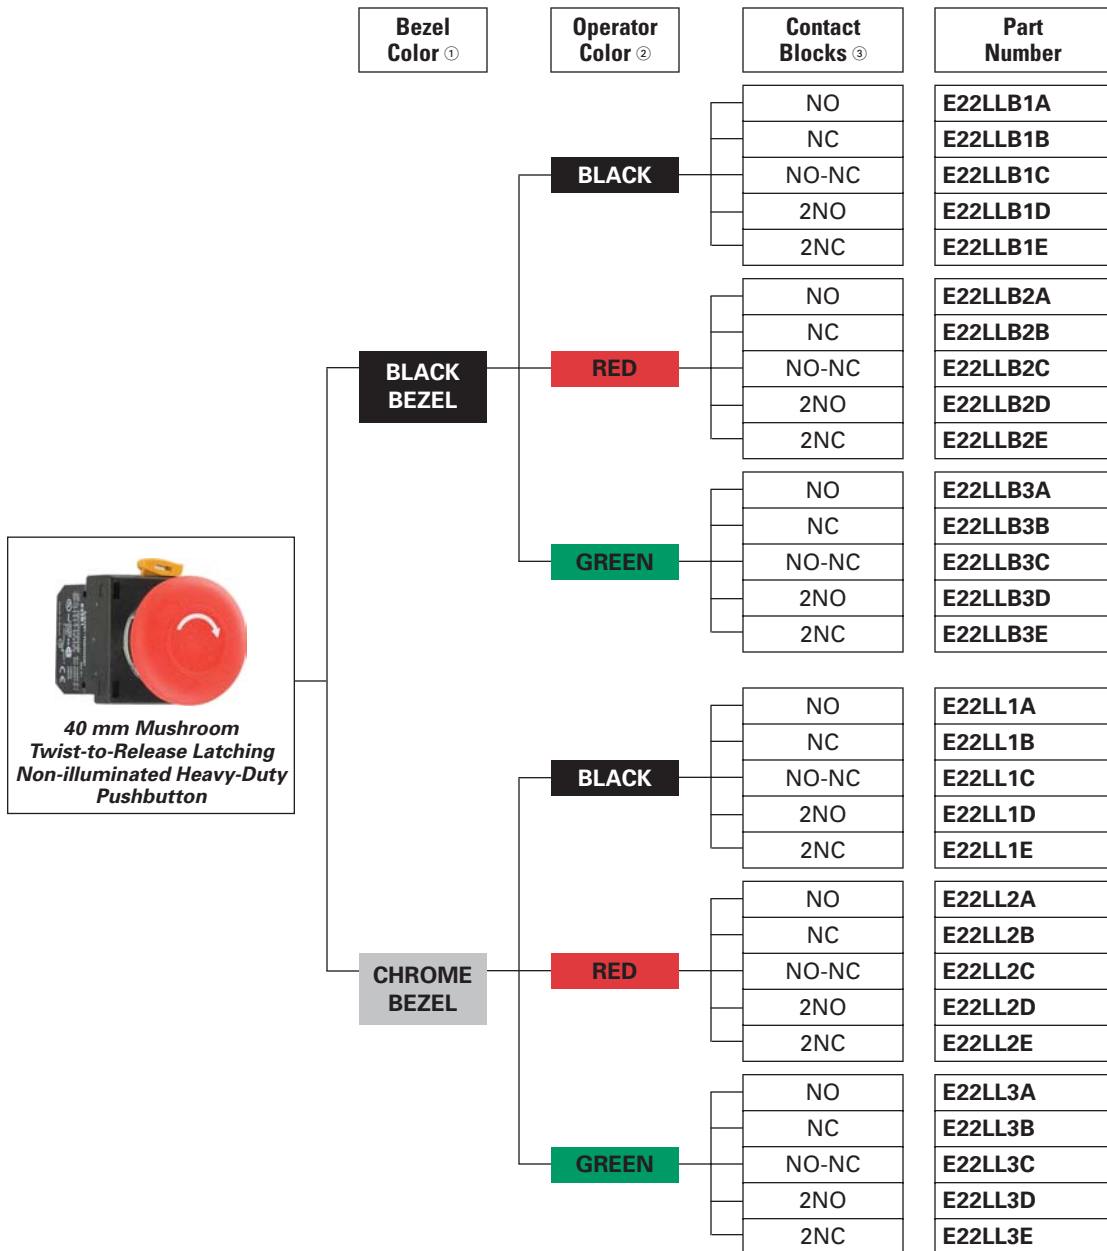 Bezel
Color ①
Operator
Color ②
Contact
Blocks ③
Part
Number
40 mm Mushroom
Twist-to-Release Latching
Non-illuminated Heavy-Duty
Pushbutton
BLACK
BEZEL
BLACK
NO E22LLB1A
NC E22LLB1B
NO-NC E22LLB1C
2NO E22LLB1D
2NC E22LLB1E
RED
NO E22LLB2A
NC E22LLB2B
NO-NC E22LLB2C
2NO E22LLB2D
2NC E22LLB2E
GREEN
NO E22LLB3A
NC E22LLB3B
NO-NC E22LLB3C
2NO E22LLB3D
2NC E22LLB3E
CHROME
BEZEL
BLACK
NO E22LL1A
NC E22LL1B
NO-NC E22LL1C
2NO E22LL1D
2NC E22LL1E
RED
NO E22LL2A
NC E22LL2B
NO-NC E22LL2C
2NO E22LL2D
2NC E22LL2E
GREEN
NO E22LL3A
NC E22LL3B
NO-NC E22LL3C
2NO E22LL3D
2NC E22LL3E